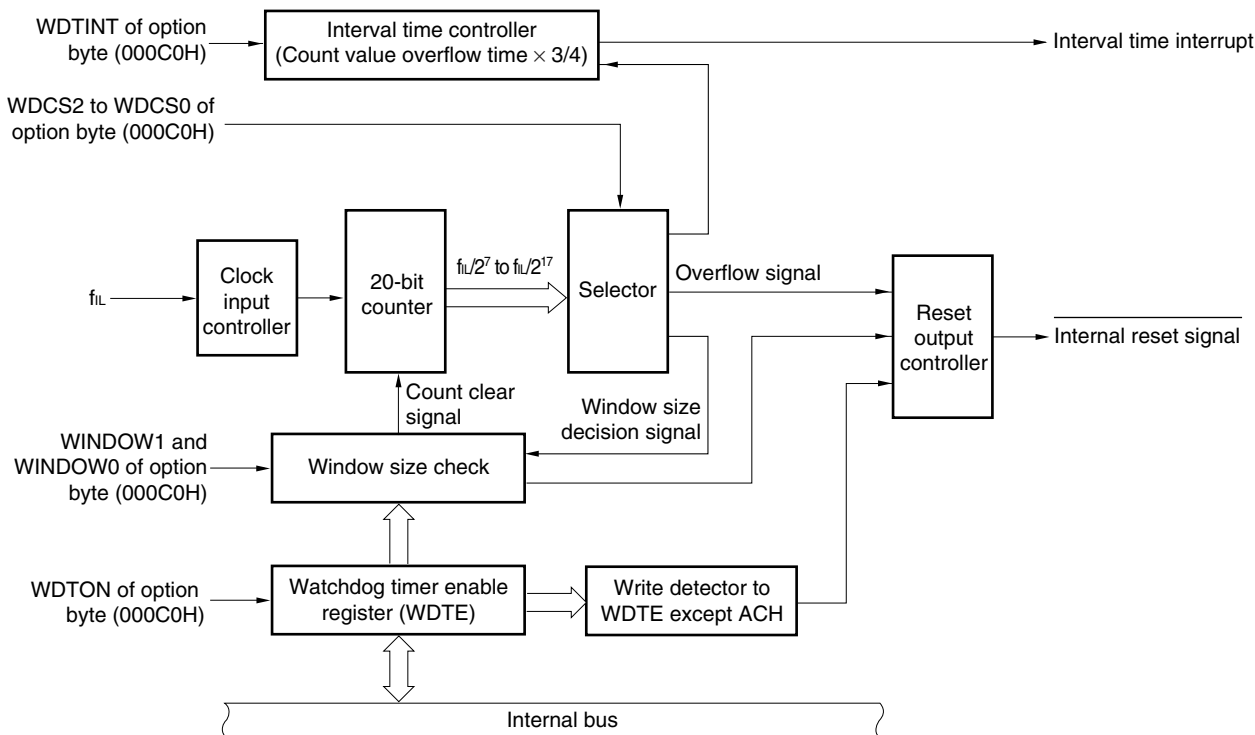 WDTINT of option
byte (000C0H)
Interval time controller
(Count value overflow time × 3/4)
Interval time interrupt
WDCS2 to WDCS0 of
option byte (000C0H)
fIL
Clock
input
controller
20-bit
counter
fIL/2⁷ to fIL/2¹⁷
Selector
Overflow signal
Reset
output
controller
Internal reset signal
Count clear
signal
Window size
decision signal
WINDOW1 and
WINDOW0 of option
byte (000C0H)
Window size check
WDTON of option
byte (000C0H)
Watchdog timer enable
register (WDTE)
Write detector to
WDTE except ACH
Internal bus